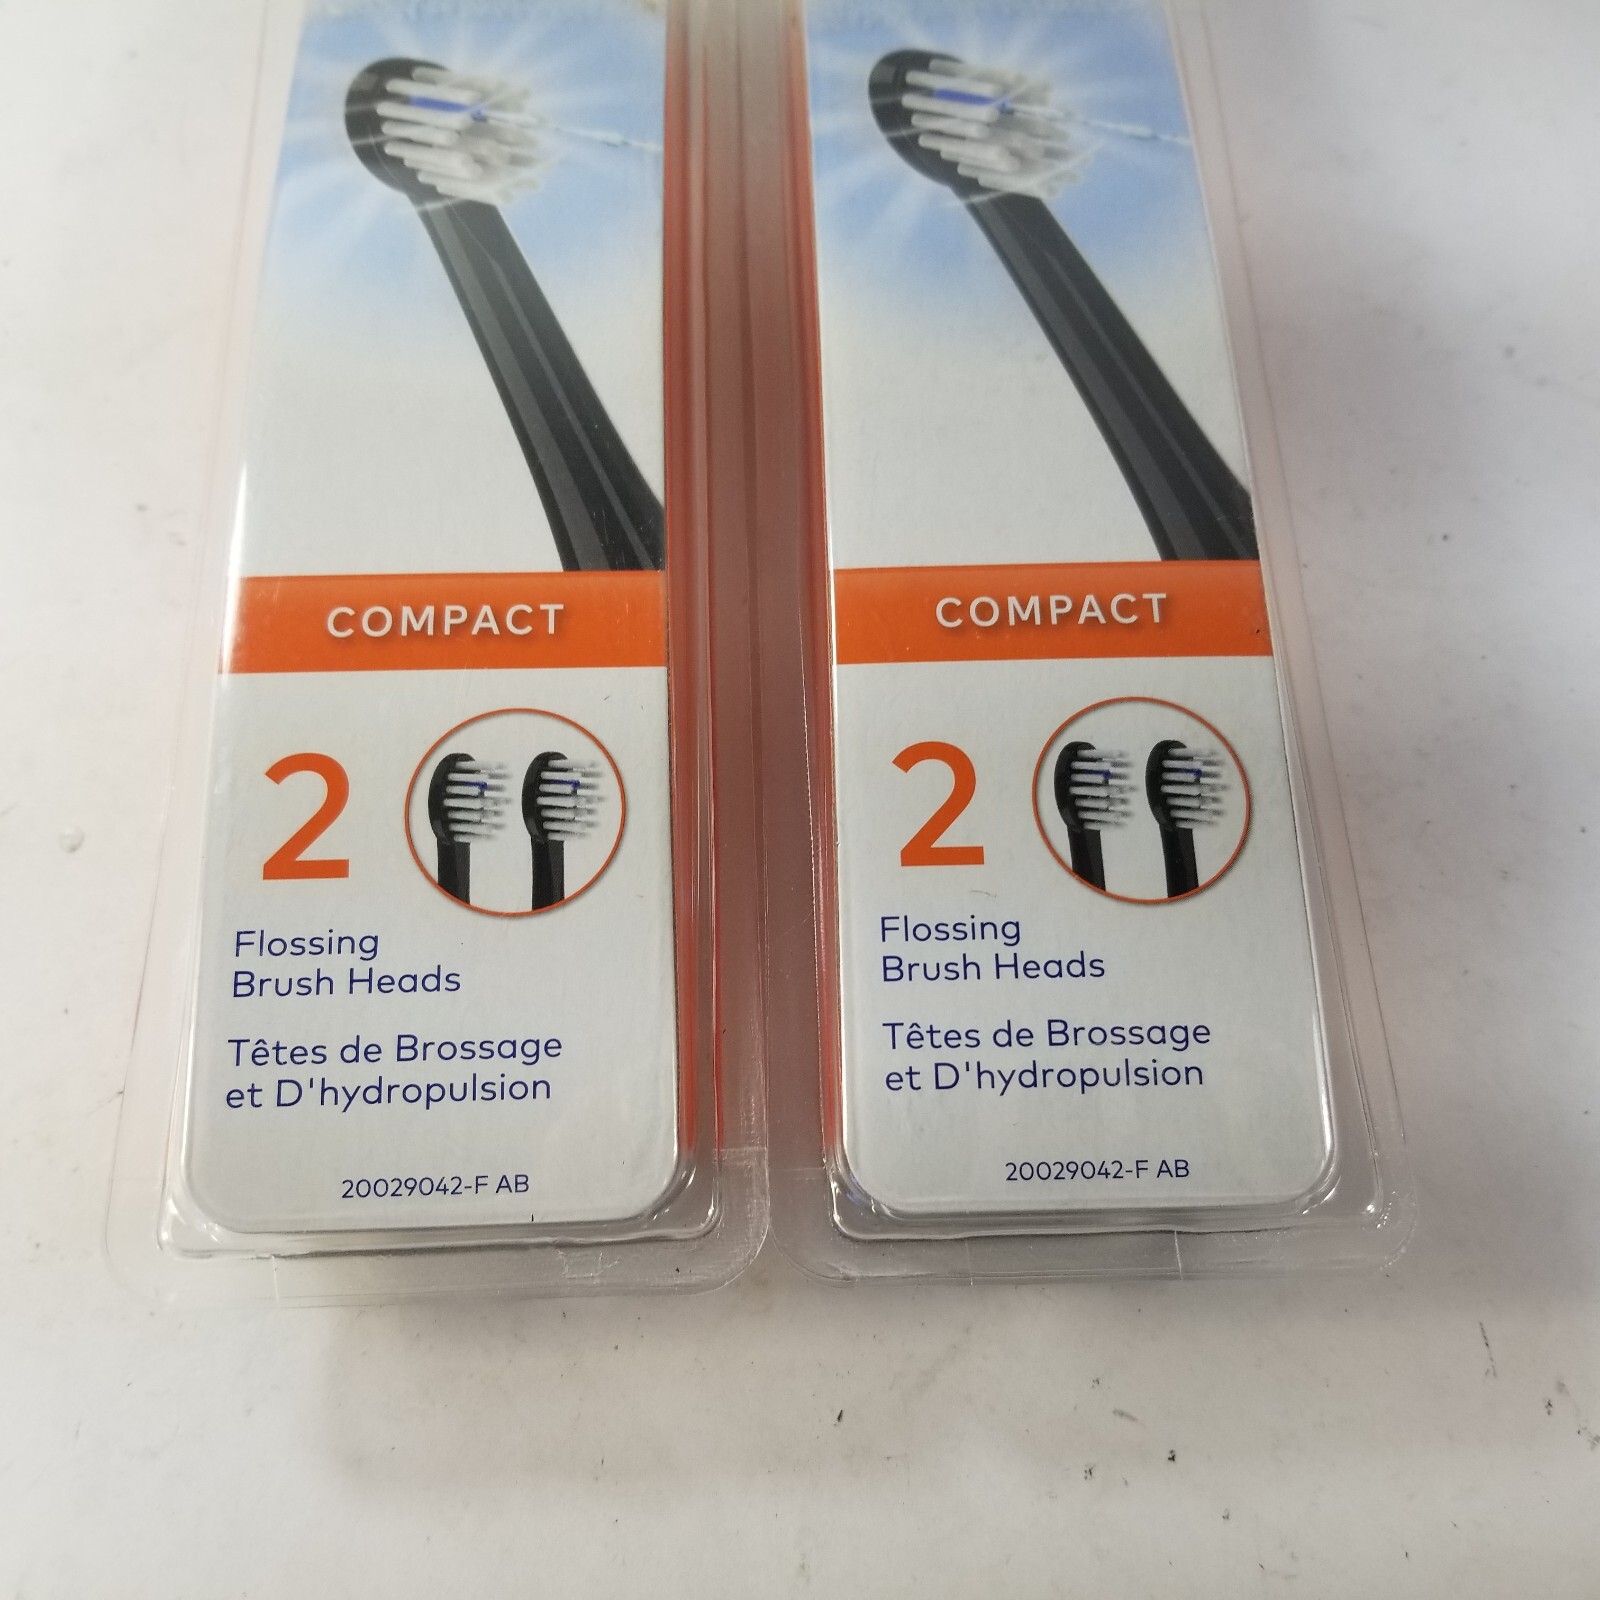 COMPACT
2
Flossing
Brush Heads
Têtes de Brossage
et D'hydropulsion
20029042-F AB
COMPACT
2
Flossing
Brush Heads
Têtes de Brossage
et D'hydropulsion
20029042-F AB